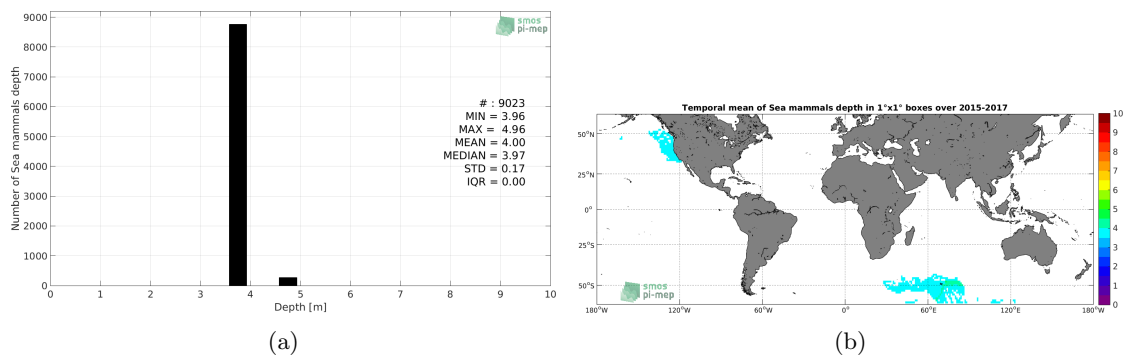 smos
pi-mep
9000
8000
7000
6000
5000
4000
3000
2000
1000
0
Number of Sea mammals depth
# : 9023
MIN = 3.96
MAX = 4.96
MEAN = 4.00
MEDIAN = 3.97
STD = 0.17
IQR = 0.00
0 1 2 3 4 5 6 7 8 9 10
Depth [m]
(a)
Temporal mean of Sea mammals depth in 1°x1° boxes over 2015-2017
50°N
25°N
0°
25°S
50°S
smos
pi-mep
180°W 120°W 60°W 0° 60°E 120°E 180°W
10
9
8
7
6
5
4
3
2
1
0
(b)